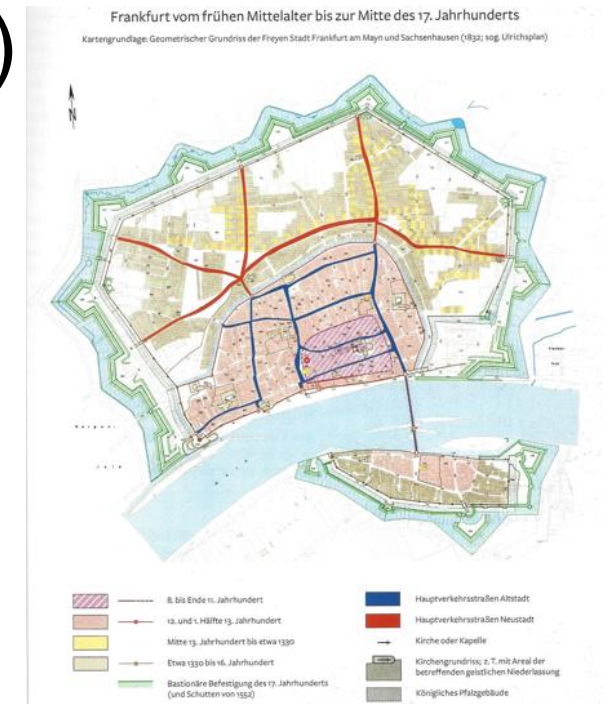 )
Frankfurt vom frühen Mittelalter bis zur Mitte des 17. Jahrhunderts
Kartengrundlage: Geometrischer Grundriss der Freyen Stadt Frankfurt am Mayn und Sachsenhausen (1832; sog. Ulrichsplan)
N
8. bis Ende 11. Jahrhundert
12. und 1. Hälfte 13. Jahrhundert
Mitte 13. Jahrhundert bis etwa 1330
Etwa 1330 bis 16. Jahrhundert
Bastionäre Befestigung des 17. Jahrhunderts
(und Schutten von 1552)
Hauptverkehrsstraßen Altstadt
Hauptverkehrsstraßen Neustadt
Kirche oder Kapelle
Kirchengrundriss; z. T. mit Areal der
betreffenden geistlichen Niederlassung
Königliches Pfalzgebäude